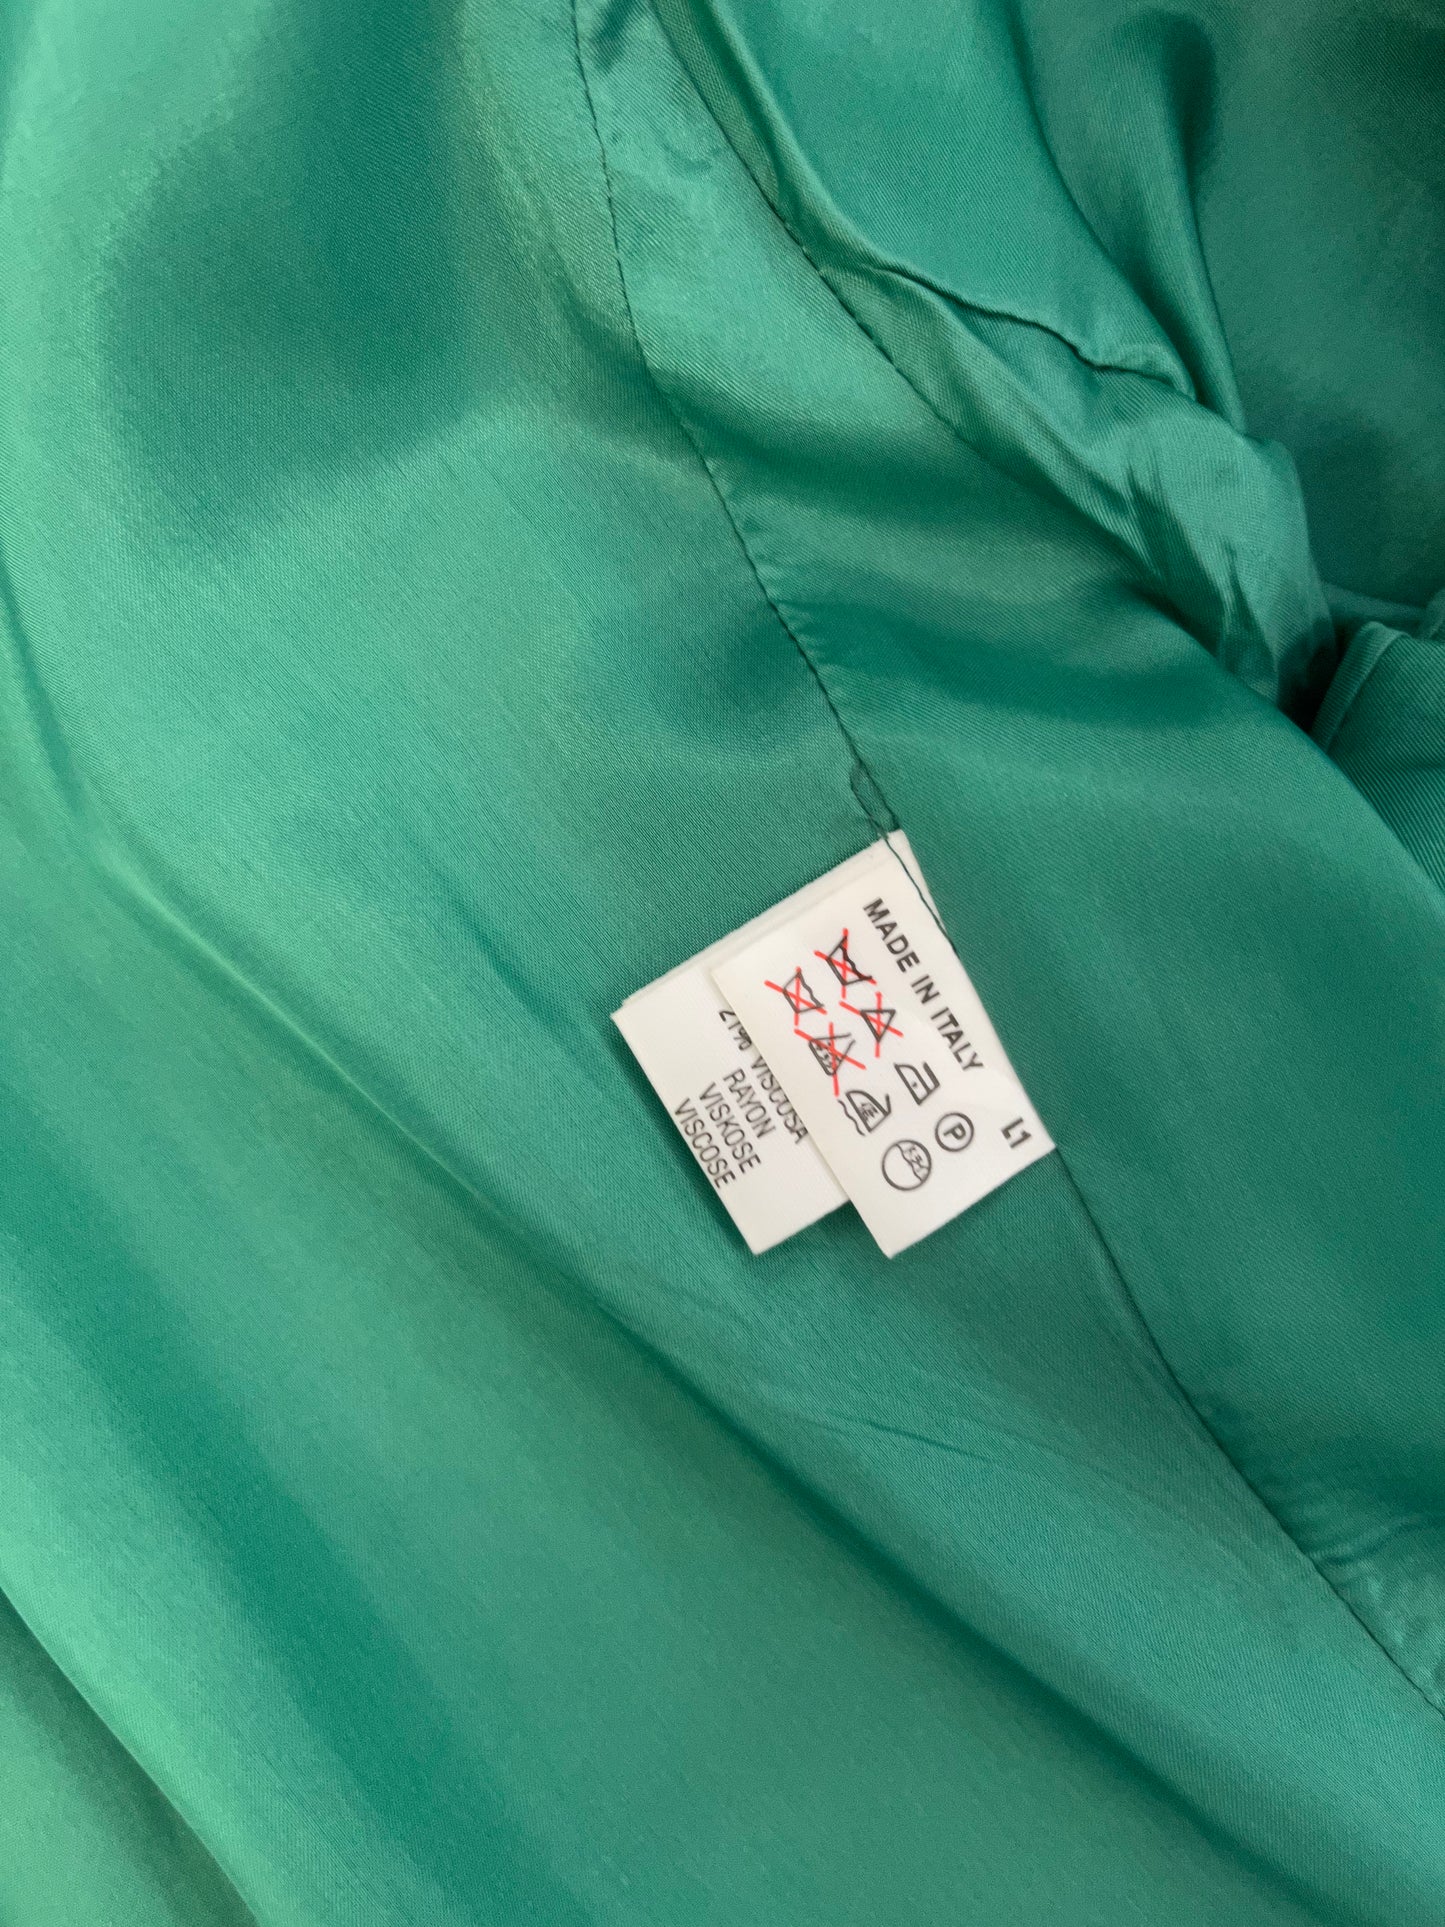 MADE IN ITALY
P
L1
21% VISCOSA
RAYON
VISKOSE
VISCOSE